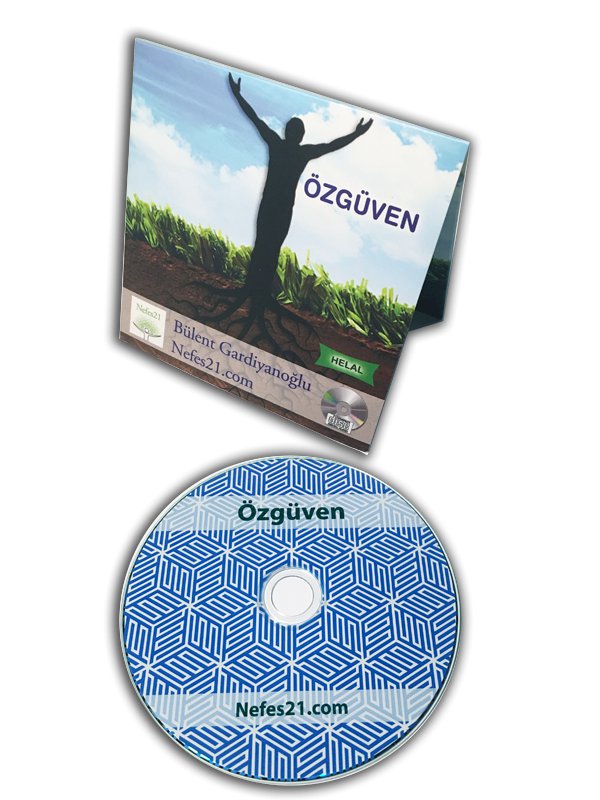 ÖZGÜVEN
Nefes21
Bülent Gardiyanoğlu
Nefes21.com
HELAL
Özgüven
Nefes21.com